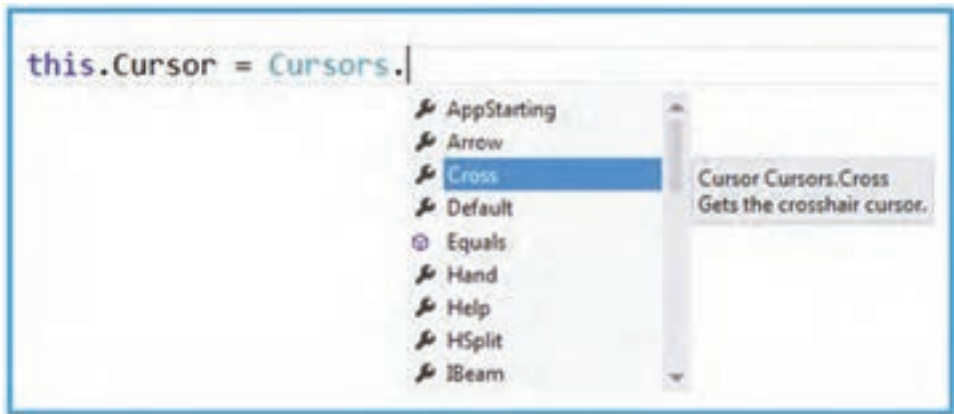 this.Cursor = Cursors.
AppStarting
Arrow
Cross
Default
Equals
Hand
Help
HSplit
IBeam
Cursor Cursors.Cross
Gets the crosshair cursor.